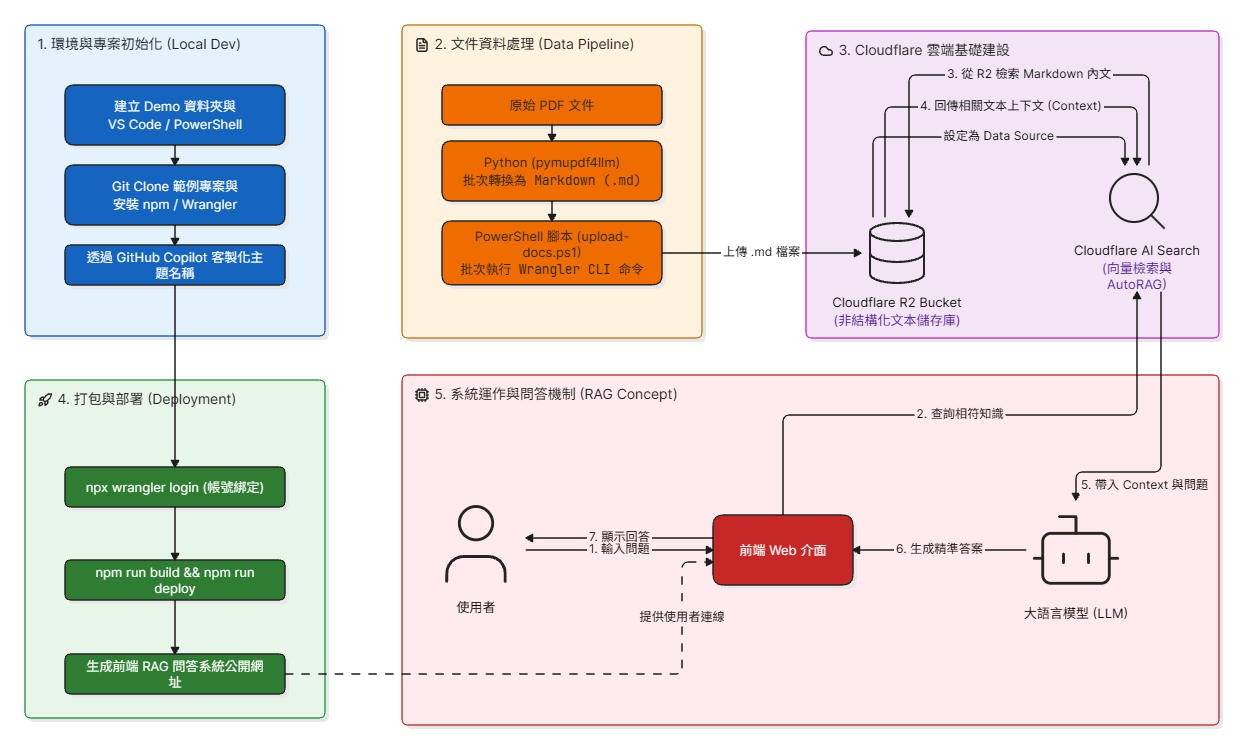 1. 環境與專案初始化 (Local Dev)
建立 Demo 資料夾與
VS Code / PowerShell
Git Clone 範例專案與
安裝 npm / Wrangler
透過 GitHub Copilot 客製化主
題名稱
2. 文件資料處理 (Data Pipeline)
原始 PDF 文件
Python (pymupdf4llm)
批次轉換為 Markdown (.md)
PowerShell 腳本 (upload-
docs.ps1)
批次執行 Wrangler CLI 命令
上傳 .md 檔案
3. Cloudflare 雲端基礎建設
3. 從 R2 檢索 Markdown 內文
4. 回傳相關文本上下文 (Context)
設定為 Data Source
Cloudflare R2 Bucket
(非結構化文本儲存庫)
Cloudflare AI Search
(向量檢索與
AutoRAG)
4. 打包與部署 (Deployment)
npx wrangler login (帳號綁定)
npm run build && npm run
deploy
生成前端 RAG 問答系統公開網
址
5. 系統運作與問答機制 (RAG Concept)
2. 查詢相符知識
5. 帶入 Context 與問題
7. 顯示回答
1. 輸入問題
前端 Web 介面
6. 生成精準答案
使用者
提供使用者連線
大語言模型 (LLM)